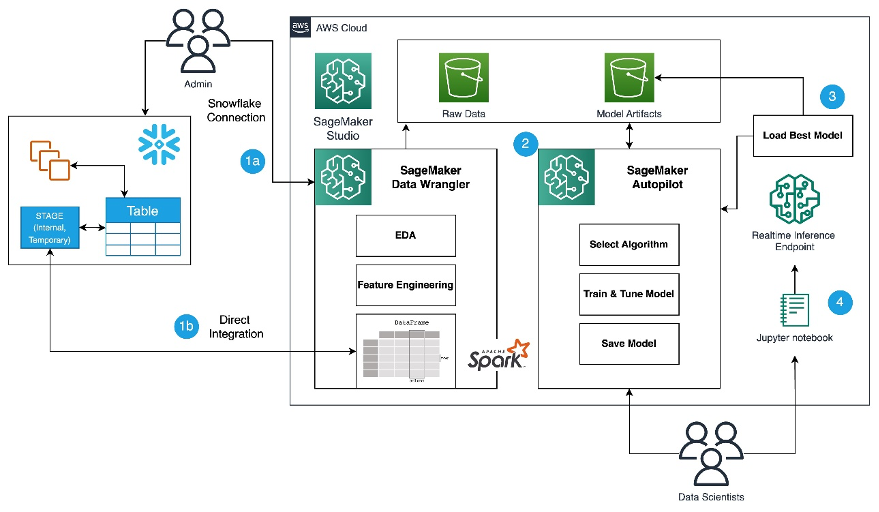 aws
AWS Cloud
Admin
Snowflake
Connection
1a
SageMaker
Studio
Raw Data
Model Artifacts
3
Load Best Model
2
SageMaker
Data Wrangler
SageMaker
Autopilot
Table
STAGE
(Internal,
Temporary)
EDA
Feature Engineering
Select Algorithm
Train & Tune Model
Save Model
Realtime Inference
Endpoint
4
Jupyter notebook
1b
Direct
Integration
DataFrame
APACHE
Spark
Data Scientists